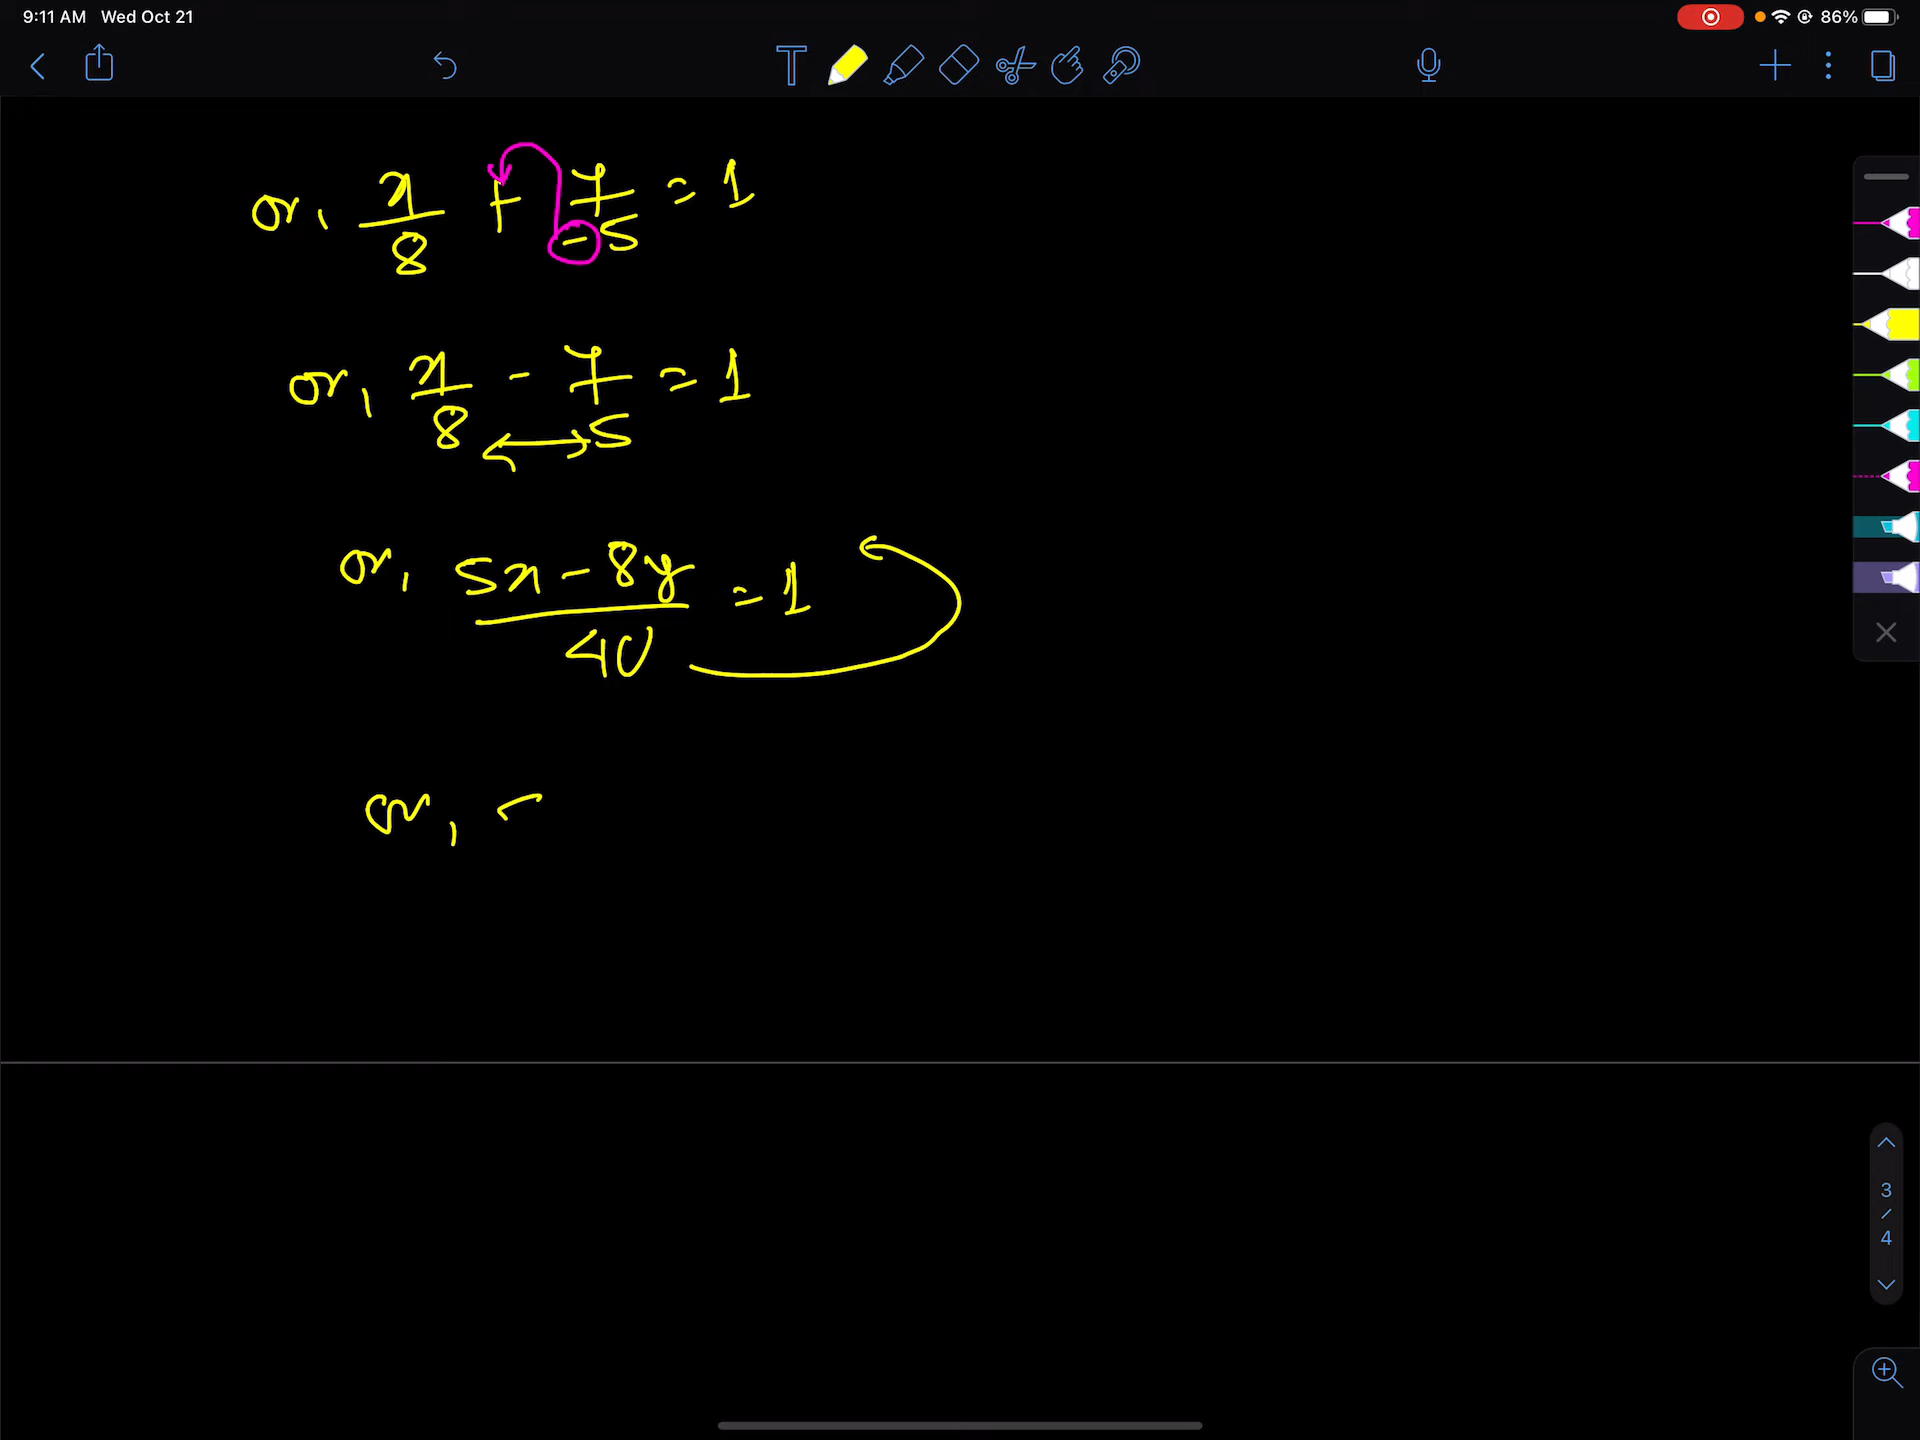 9:11 AM Wed Oct 21
86%
or, x/8 + y/-5 = 1
or, x/8 - y/5 = 1
or, 5x - 8y/40 = 1
or,
3
/
4